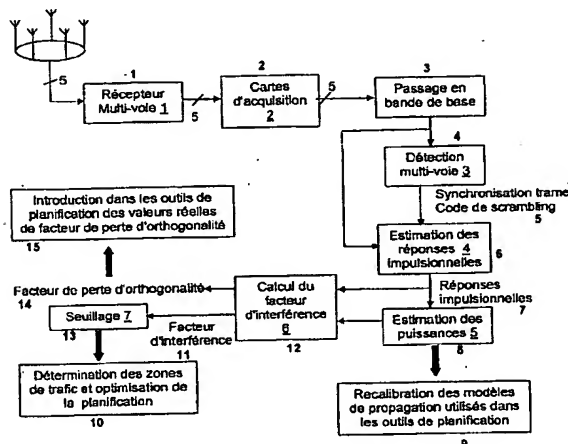 5
1
Récepteur
Multi-voie 1
5
2
Cartes
d'acquisition
2
5
3
Passage en
bande de base
4
Détection
multi-voie 3
Synchronisation trame
Code de scrambling
5
Introduction dans les outils de
planification des valeurs réelles
de facteur de perte d'orthogonalité
15
Estimation des
réponses 4
impulsionnelles
6
Facteur de perte d'orthogonalité
14
Calcul du
facteur
d'interférence
6
12
Réponses
impulsionnelles
7
Seuillage 7
13
Facteur
d'interférence
11
Estimation des
puissances 5
8
Détermination des zones
de trafic et optimisation de
la planification
10
Recalibration des modèles
de propagation utilisés dans
les outils de planification
9